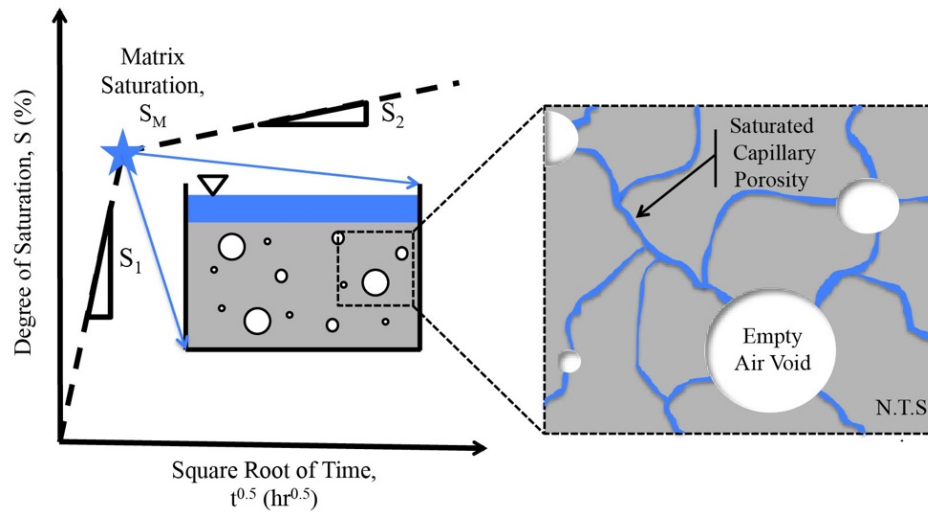 Degree of Saturation, S (%)
Matrix
Saturation,
S_M
S_1
S_2
Square Root of Time,
t^0.5 (hr^0.5)
Saturated
Capillary
Porosity
Empty
Air Void
N.T.S